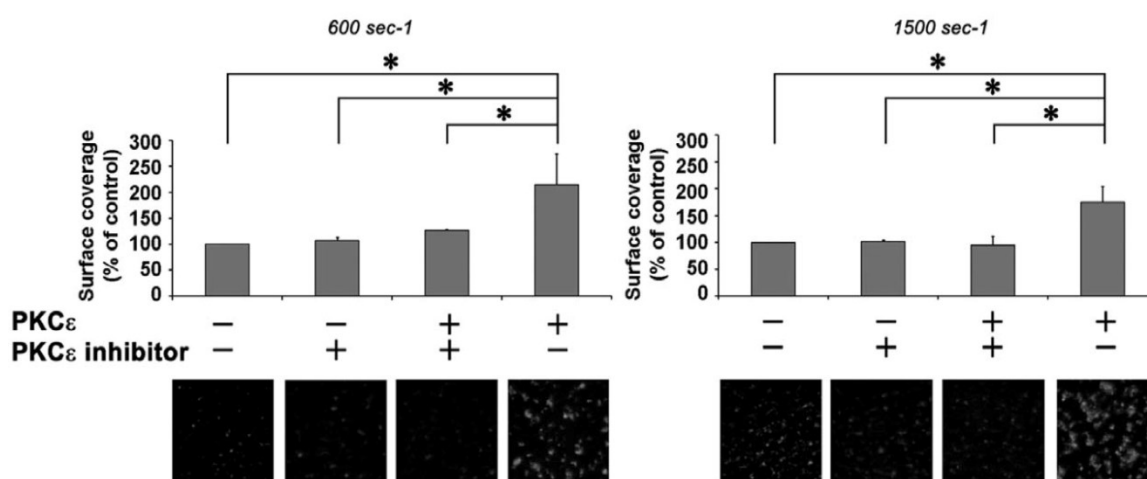 600 sec-1
*
*
*
Surface coverage
(% of control)
300
250
200
150
100
50
0
PKCε − − + +
PKCε inhibitor − + + −
1500 sec-1
*
*
*
Surface coverage
(% of control)
300
250
200
150
100
50
0
− − + +
− + + −